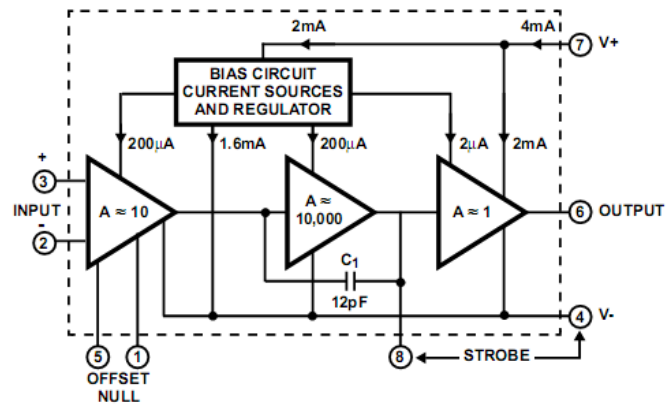 2mA
4mA
7
V+
BIAS CIRCUIT
CURRENT SOURCES
AND REGULATOR
200μA
1.6mA
200μA
2μA
2mA
+
3
INPUT
-
2
A ≈ 10
A ≈
10,000
A ≈ 1
6
OUTPUT
C1
12pF
4
V-
5
1
8
STROBE
OFFSET
NULL